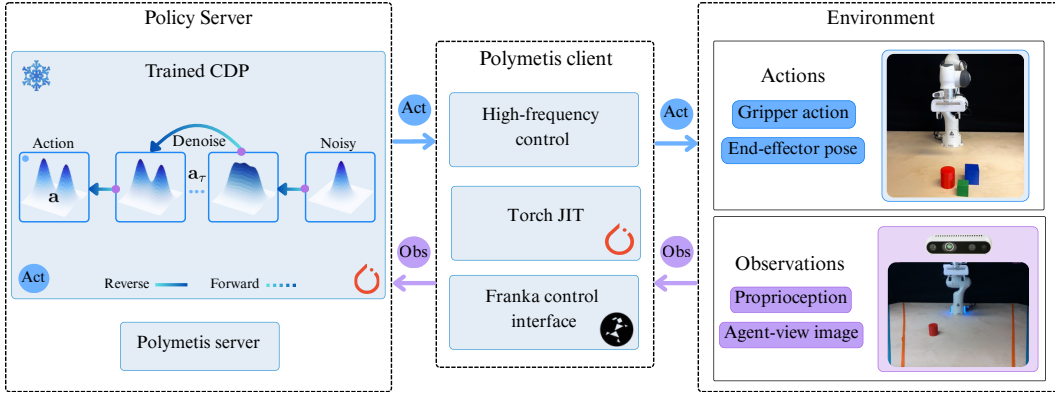 Policy Server
Trained CDP
Denoise
Action
Noisy
a
a_τ
Act
Reverse
Forward
Polymetis server
Act
Obs
Polymetis client
High-frequency
control
Torch JIT
Franka control
interface
Act
Obs
Environment
Actions
Gripper action
End-effector pose
Observations
Proprioception
Agent-view image